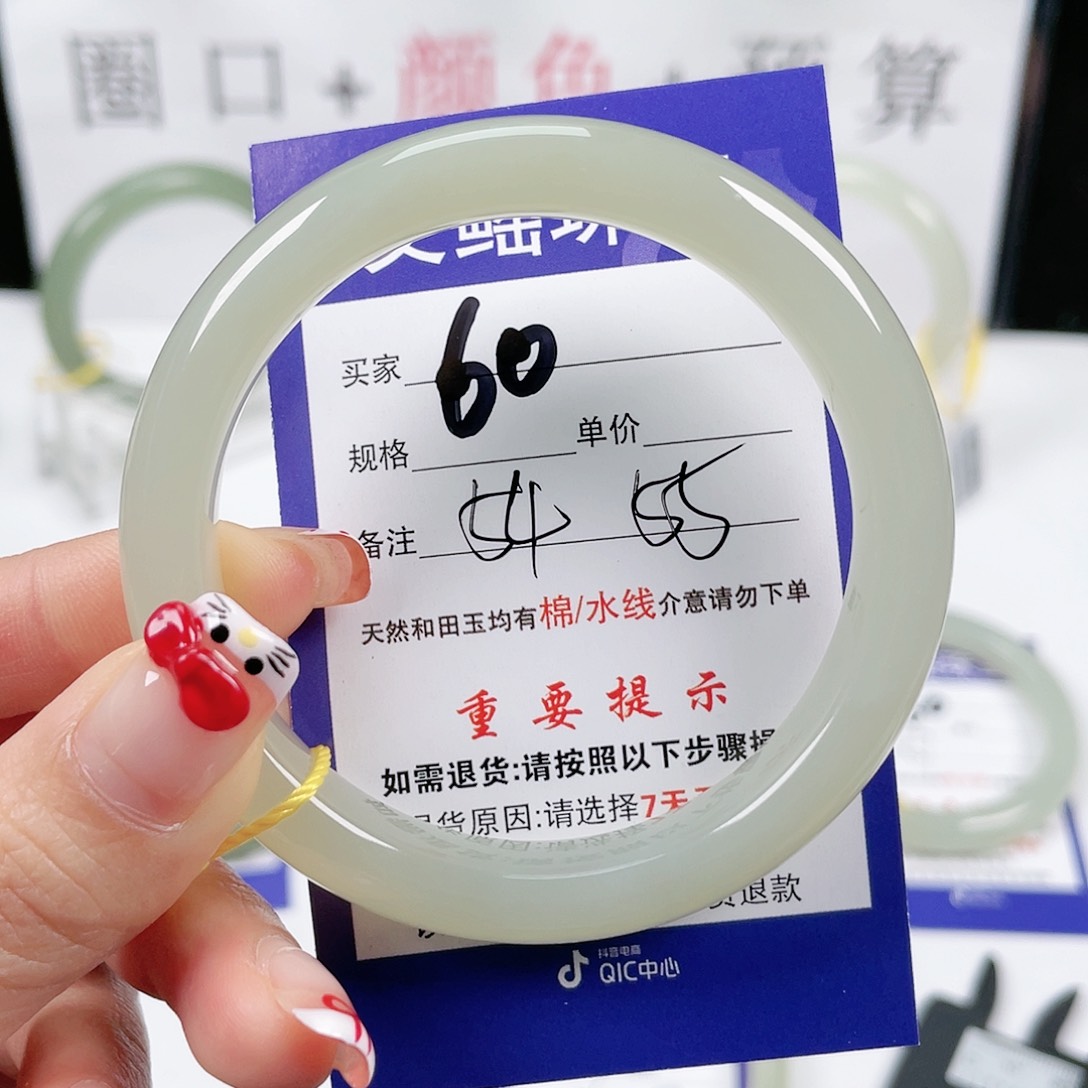 圈口+颜色+预算
买家 60
规格 单价
备注 54 55
天然和田玉均有棉/水线介意请勿下单
重要提示
如需退货:请按照以下步骤操
货原因:请选择7天
退款
抖音电商
QIC中心